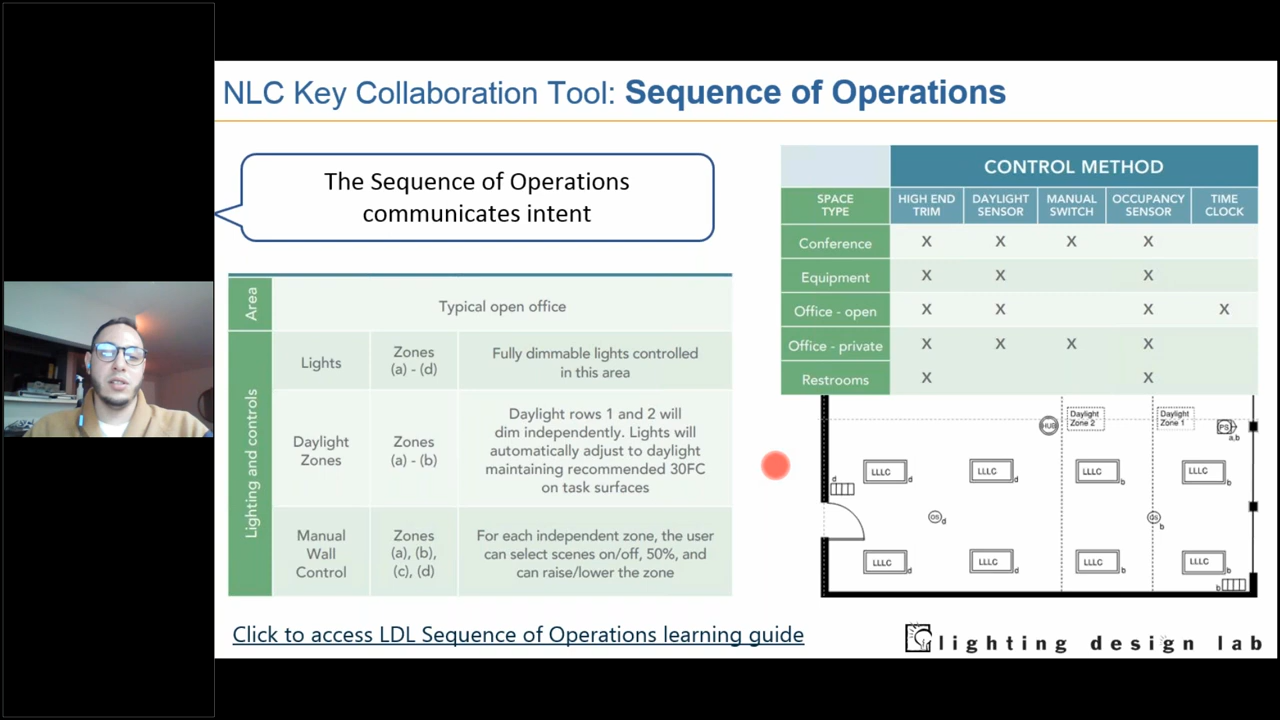 NLC Key Collaboration Tool: Sequence of Operations
The Sequence of Operations
communicates intent
Area
Typical open office
Lighting and controls
Lights
Zones
(a) - (d)
Fully dimmable lights controlled
in this area
Daylight
Zones
Zones
(a) - (b)
Daylight rows 1 and 2 will
dim independently. Lights will
automatically adjust to daylight
maintaining recommended 30FC
on task surfaces
Manual
Wall
Control
Zones
(a), (b),
(c), (d)
For each independent zone, the user
can select scenes on/off, 50%, and
can raise/lower the zone
CONTROL METHOD
SPACE
TYPE
HIGH END
TRIM
DAYLIGHT
SENSOR
MANUAL
SWITCH
OCCUPANCY
SENSOR
TIME
CLOCK
Conference X X X X
Equipment X X X
Office - open X X X X
Office - private X X X X
Restrooms X X
HUB
Daylight
Zone 2
Daylight
Zone 1
PS
a,b
d
LLLC d LLLC d LLLC b LLLC b
OS d
OS b
LLLC d LLLC d LLLC b LLLC b
b
Click to access LDL Sequence of Operations learning guide
lighting design lab